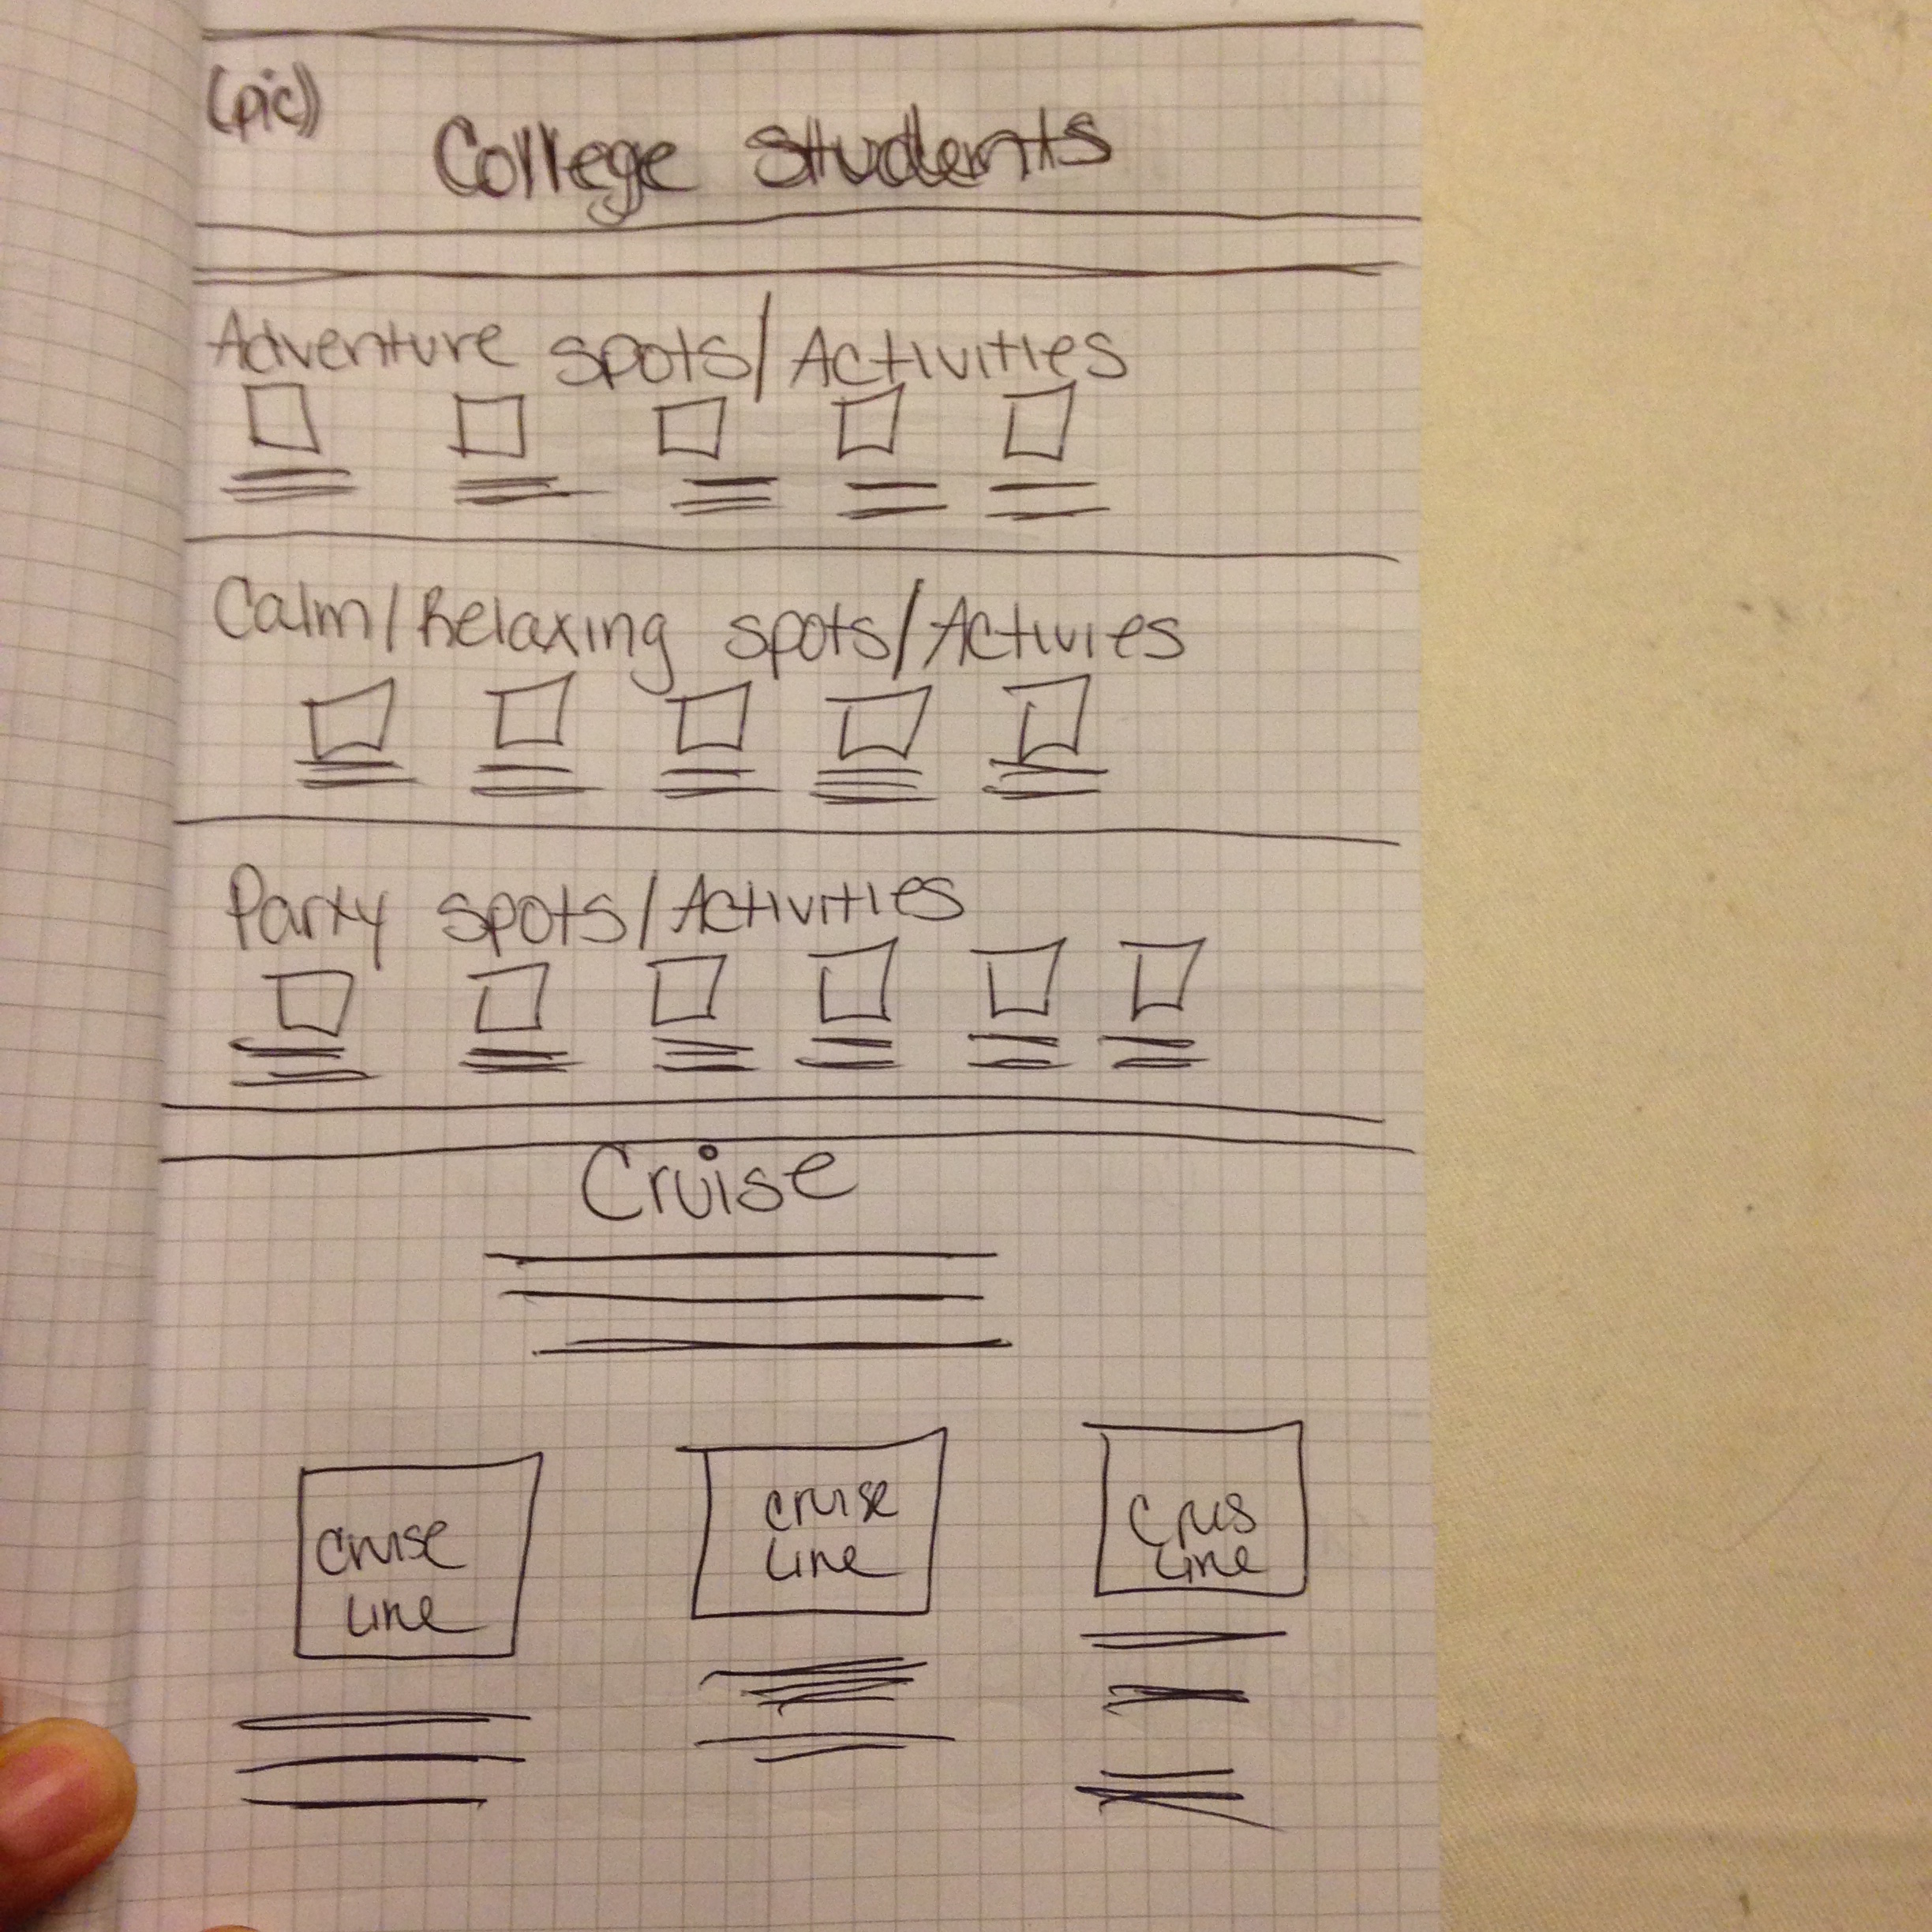 (pic)
College Students
Adventure spots/Activities
Calm/Relaxing spots/Activies
Party spots/Activities
Cruise
cruise
line
cruise
line
Cruis
line